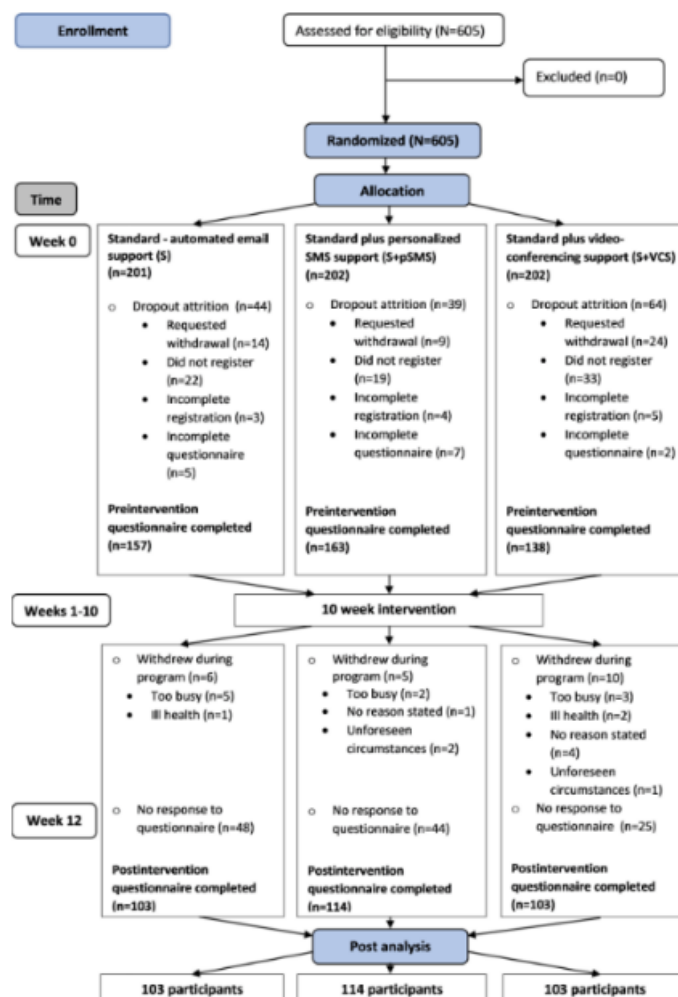 Enrollment
Assessed for eligibility (N=605)
Excluded (n=0)
Randomized (N=605)
Allocation
Time
Week 0
Standard - automated email
support (S)
(n=201)
o Dropout attrition (n=44)
• Requested
withdrawal (n=14)
• Did not register
(n=22)
• Incomplete
registration (n=3)
• Incomplete
questionnaire
(n=5)
Preintervention
questionnaire completed
(n=157)
Standard plus personalized
SMS support (S+pSMS)
(n=202)
o Dropout attrition (n=39)
• Requested
withdrawal (n=9)
• Did not register
(n=19)
• Incomplete
registration (n=4)
• Incomplete
questionnaire (n=7)
Preintervention
questionnaire completed
(n=163)
Standard plus video-
conferencing support (S+VCS)
(n=202)
o Dropout attrition (n=64)
• Requested
withdrawal (n=24)
• Did not register
(n=33)
• Incomplete
registration (n=5)
• Incomplete
questionnaire (n=2)
Preintervention
questionnaire completed
(n=138)
Weeks 1-10
10 week intervention
o Withdrew during
program (n=6)
• Too busy (n=5)
• Ill health (n=1)
o No response to
questionnaire (n=48)
Postintervention
questionnaire completed
(n=103)
o Withdrew during
program (n=5)
• Too busy (n=2)
• No reason stated (n=1)
• Unforeseen
circumstances (n=2)
o No response to
questionnaire (n=44)
Postintervention
questionnaire completed
(n=114)
o Withdrew during
program (n=10)
• Too busy (n=3)
• Ill health (n=2)
• No reason stated
(n=4)
• Unforeseen
circumstances (n=1)
o No response to
questionnaire (n=25)
Postintervention
questionnaire completed
(n=103)
Week 12
Post analysis
103 participants
114 participants
103 participants